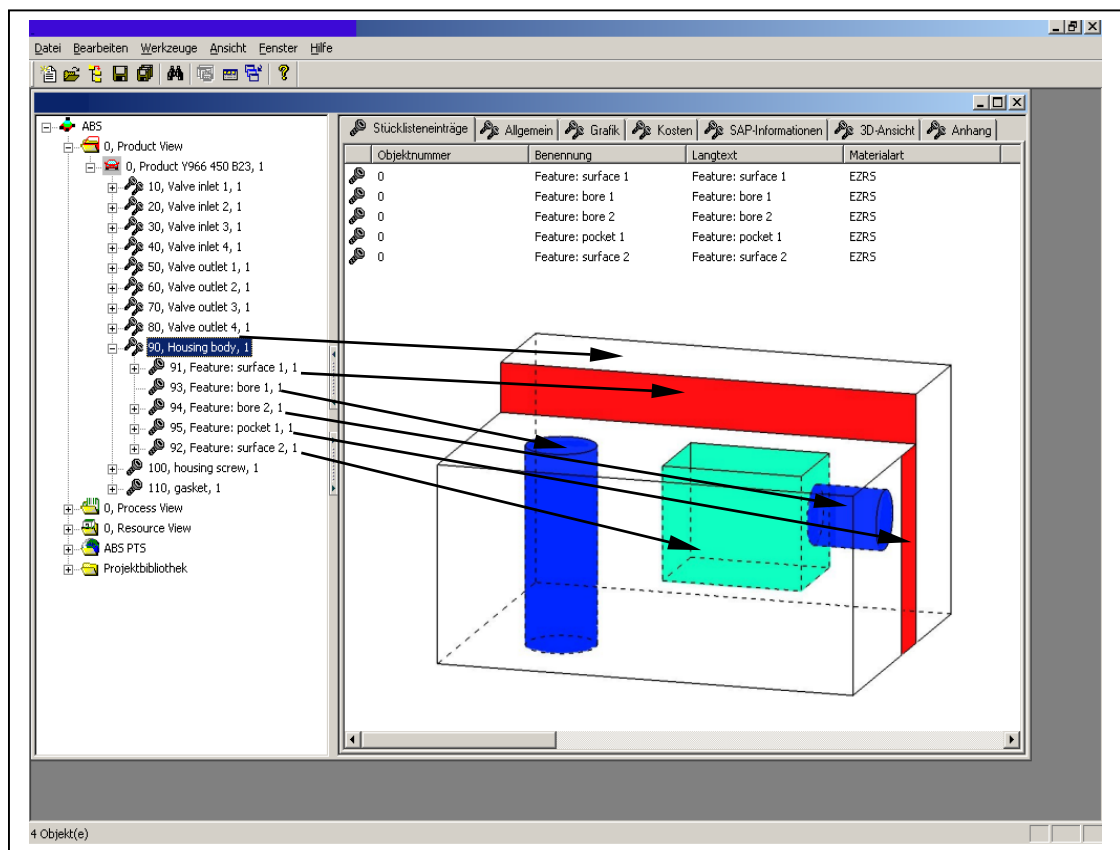 Datei Bearbeiten Werkzeuge Ansicht Fenster Hilfe
ABS
0, Product View
0, Product Y966 450 B23, 1
10, Valve inlet 1, 1
20, Valve inlet 2, 1
30, Valve inlet 3, 1
40, Valve inlet 4, 1
50, Valve outlet 1, 1
60, Valve outlet 2, 1
70, Valve outlet 3, 1
80, Valve outlet 4, 1
90, Housing body, 1
91, Feature: surface 1, 1
93, Feature: bore 1, 1
94, Feature: bore 2, 1
95, Feature: pocket 1, 1
92, Feature: surface 2, 1
100, housing screw, 1
110, gasket, 1
0, Process View
0, Resource View
ABS PTS
Projektbibliothek
Stücklisteneinträge Allgemein Grafik Kosten SAP-Informationen 3D-Ansicht Anhang
Objektnummer Benennung Langtext Materialart
0 Feature: surface 1 Feature: surface 1 EZRS
0 Feature: bore 1 Feature: bore 1 EZRS
0 Feature: bore 2 Feature: bore 2 EZRS
0 Feature: pocket 1 Feature: pocket 1 EZRS
0 Feature: surface 2 Feature: surface 2 EZRS
4 Objekt(e)